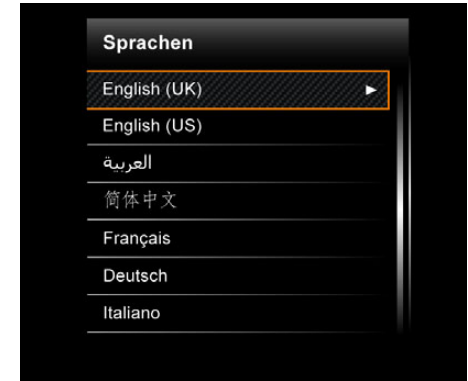 Sprachen
English (UK)
English (US)
العربية
简体中文
Français
Deutsch
Italiano